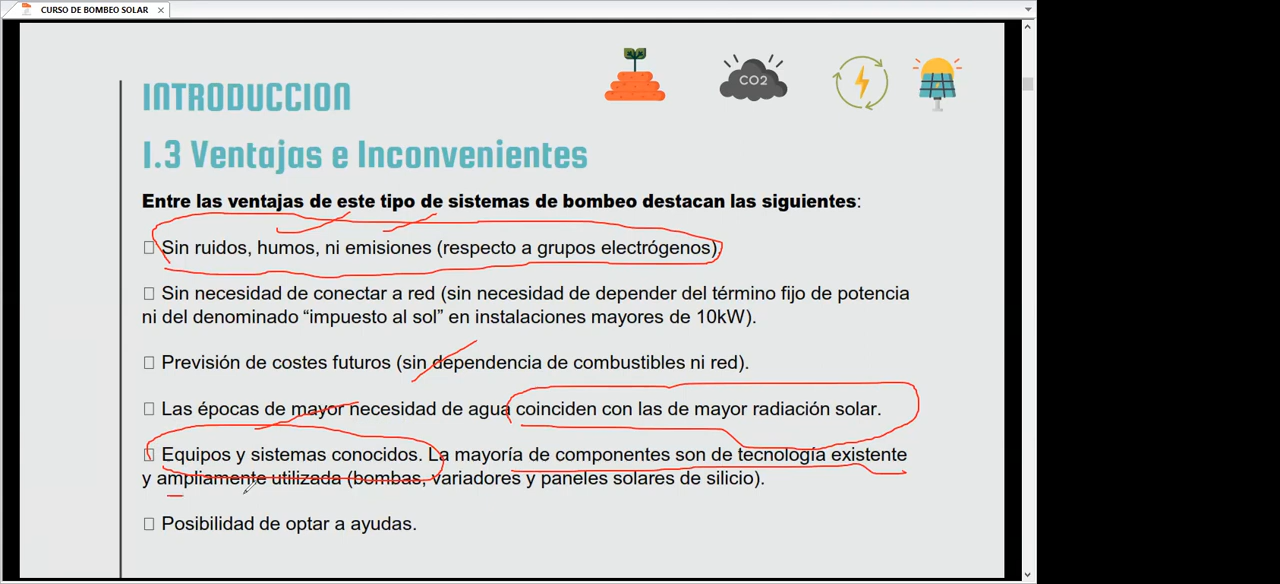 CURSO DE BOMBEO SOLAR
CO2
INTRODUCCION
1.3 Ventajas e Inconvenientes
Entre las ventajas de este tipo de sistemas de bombeo destacan las siguientes:
Sin ruidos, humos, ni emisiones (respecto a grupos electrógenos)
Sin necesidad de conectar a red (sin necesidad de depender del término fijo de potencia
ni del denominado “impuesto al sol” en instalaciones mayores de 10kW).
Previsión de costes futuros (sin dependencia de combustibles ni red).
Las épocas de mayor necesidad de agua coinciden con las de mayor radiación solar.
Equipos y sistemas conocidos. La mayoría de componentes son de tecnología existente
y ampliamente utilizada (bombas, variadores y paneles solares de silicio).
Posibilidad de optar a ayudas.